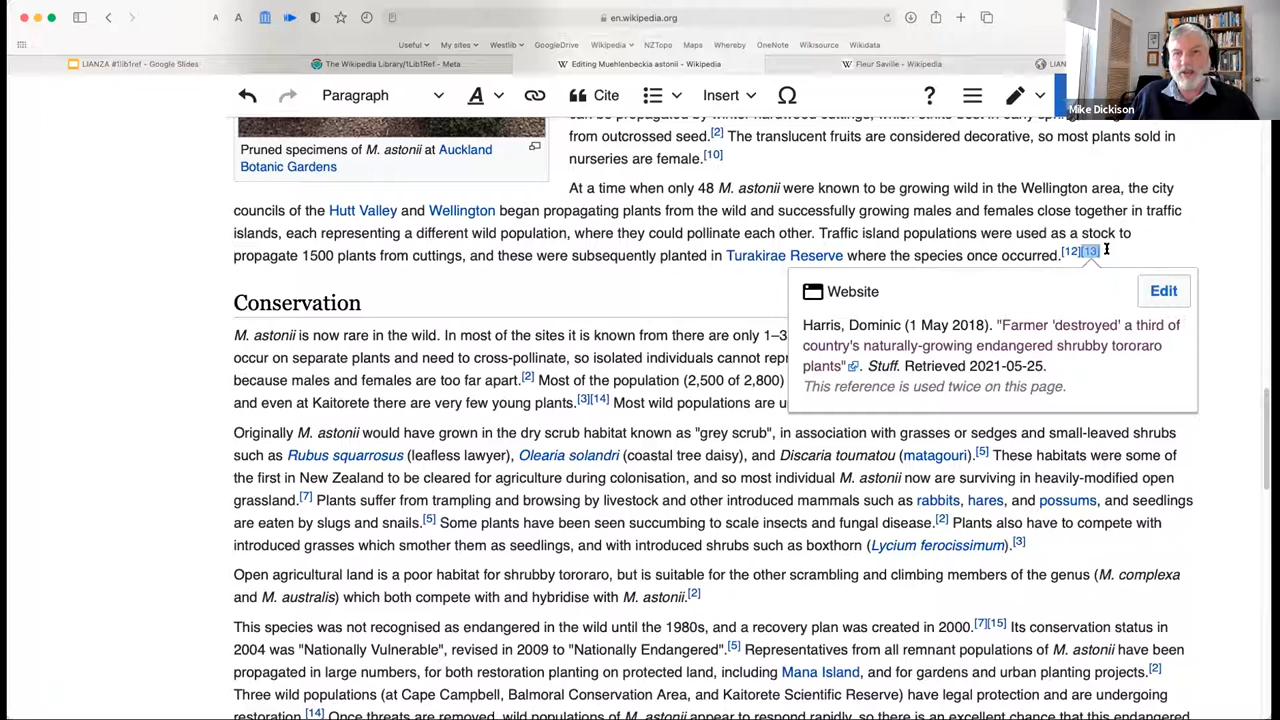 en.wikipedia.org
Useful
My sites
Westlib
GoogleDrive
Wikipedia
NZTopo
Maps
Whereby
OneNote
Wikisource
Wikidata
LIANZA #1lib1ref - Google Slides
The Wikipedia Library/1Lib1Ref - Meta
Editing Muehlenbeckia astonii - Wikipedia
Fleur Saville - Wikipedia
LIAN
Mike Dickison
Paragraph
A
Cite
Insert
Ω
?
from outcrossed seed.[2] The translucent fruits are considered decorative, so most plants sold in
nurseries are female.[10]
Pruned specimens of M. astonii at Auckland
Botanic Gardens
At a time when only 48 M. astonii were known to be growing wild in the Wellington area, the city
councils of the Hutt Valley and Wellington began propagating plants from the wild and successfully growing males and females close together in traffic
islands, each representing a different wild population, where they could pollinate each other. Traffic island populations were used as a stock to
propagate 1500 plants from cuttings, and these were subsequently planted in Turakirae Reserve where the species once occurred.[12][13]
Website
Edit
Harris, Dominic (1 May 2018). "Farmer 'destroyed' a third of
country's naturally-growing endangered shrubby tororaro
plants". Stuff. Retrieved 2021-05-25.
This reference is used twice on this page.
Conservation
M. astonii is now rare in the wild. In most of the sites it is known from there are only 1–3
occur on separate plants and need to cross-pollinate, so isolated individuals cannot repr
because males and females are too far apart.[2] Most of the population (2,500 of 2,800)
and even at Kaitorete there are very few young plants.[3][14] Most wild populations are u
Originally M. astonii would have grown in the dry scrub habitat known as "grey scrub", in association with grasses or sedges and small-leaved shrubs
such as Rubus squarrosus (leafless lawyer), Olearia solandri (coastal tree daisy), and Discaria toumatou (matagouri).[5] These habitats were some of
the first in New Zealand to be cleared for agriculture during colonisation, and so most individual M. astonii now are surviving in heavily-modified open
grassland.[7] Plants suffer from trampling and browsing by livestock and other introduced mammals such as rabbits, hares, and possums, and seedlings
are eaten by slugs and snails.[5] Some plants have been seen succumbing to scale insects and fungal disease.[2] Plants also have to compete with
introduced grasses which smother them as seedlings, and with introduced shrubs such as boxthorn (Lycium ferocissimum).[3]
Open agricultural land is a poor habitat for shrubby tororaro, but is suitable for the other scrambling and climbing members of the genus (M. complexa
and M. australis) which both compete with and hybridise with M. astonii.[2]
This species was not recognised as endangered in the wild until the 1980s, and a recovery plan was created in 2000.[7][15] Its conservation status in
2004 was "Nationally Vulnerable", revised in 2009 to "Nationally Endangered".[5] Representatives from all remnant populations of M. astonii have been
propagated in large numbers, for both restoration planting on protected land, including Mana Island, and for gardens and urban planting projects.[2]
Three wild populations (at Cape Campbell, Balmoral Conservation Area, and Kaitorete Scientific Reserve) have legal protection and are undergoing
restoration.[14] Once threats are removed, wild populations of M. astonii appear to respond rapidly, so there is an excellent chance that this endangered